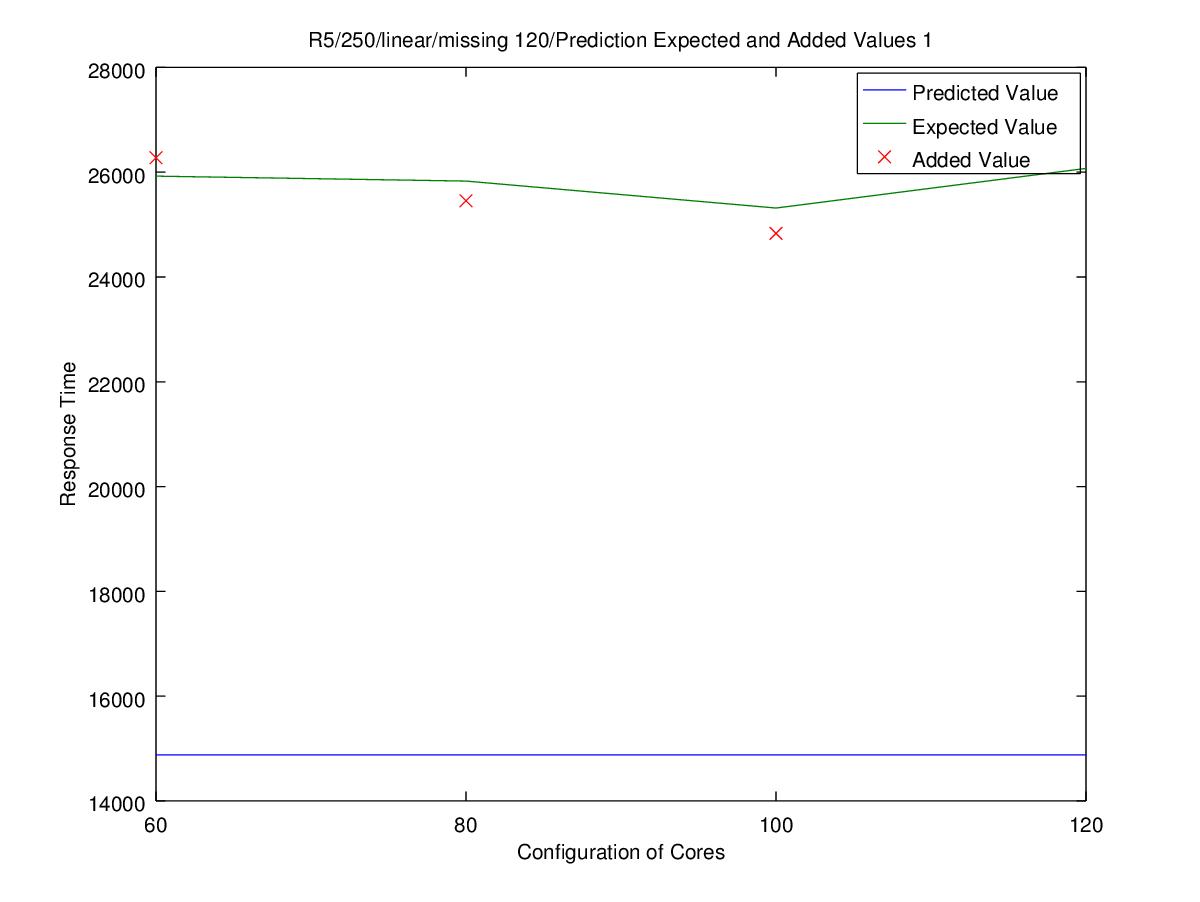 R5/250/linear/missing 120/Prediction Expected and Added Values 1
28000
Predicted Value
Expected Value
Added Value
26000
24000
22000
20000
18000
16000
14000
Response Time
60
80
100
120
Configuration of Cores